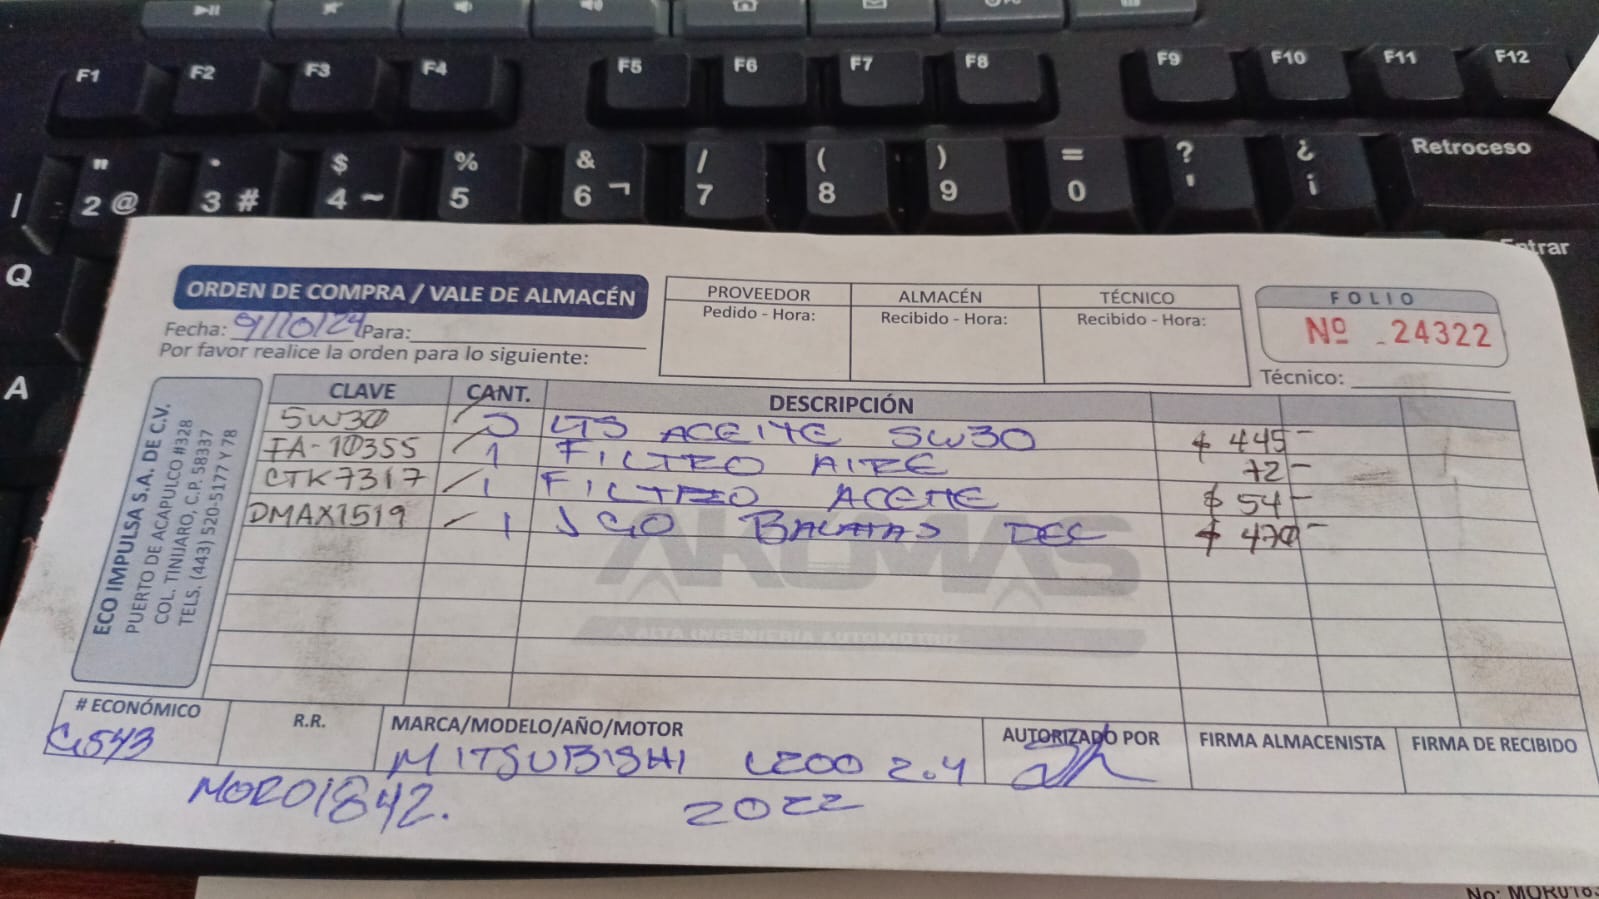 F1 F2 F3 F4 F5 F6 F7 F8 F9 F10 F11 F12
" · $ % & / ( ) = ? ¿ Retroceso
| 2 @ 3 # 4 ~ 5 6 ¬ 7 8 9 0 ' ¡
Q
Entrar
A
ORDEN DE COMPRA / VALE DE ALMACÉN
PROVEEDOR ALMACÉN TÉCNICO
Pedido - Hora: Recibido - Hora: Recibido - Hora:
FOLIO
Nº 24322
Fecha: 9/10/24 Para:
Por favor realice la orden para lo siguiente:
Técnico:
ECO IMPULSA S.A. DE C.V.
PUERTO DE ACAPULCO #328
COL. TINIJARO, C.P. 58337
TELS. (443) 520-5177 Y 78
CLAVE CANT. DESCRIPCIÓN
5W30 5 LTS ACEITE 5W30 $ 445-
FA-10355 1 FILTRO AIRE 72-
CTK7317 1 FILTRO ACEITE $ 54-
DMAX1519 1 JGO BALATAS DEL $ 470-
AKUMAS
ALTA INGENIERIA AUTOMOTRIZ
# ECONÓMICO R.R. MARCA/MODELO/AÑO/MOTOR AUTORIZADO POR FIRMA ALMACENISTA FIRMA DE RECIBIDO
G543 MITSUBISHI L200 2.4
MOR01842. 2022